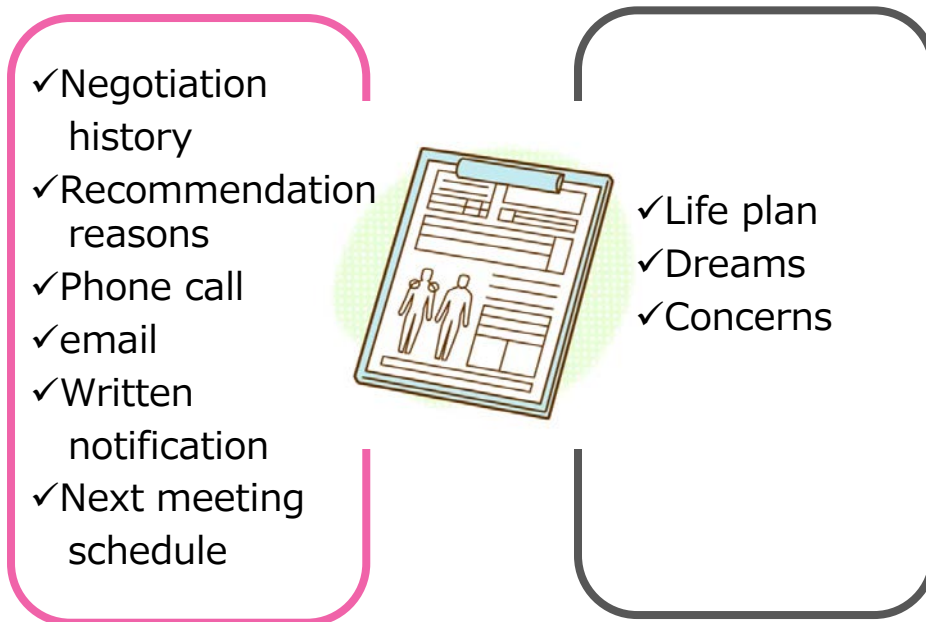 ✓Negotiation
history
✓Recommendation
reasons
✓Phone call
✓email
✓Written
notification
✓Next meeting
schedule
✓Life plan
✓Dreams
✓Concerns